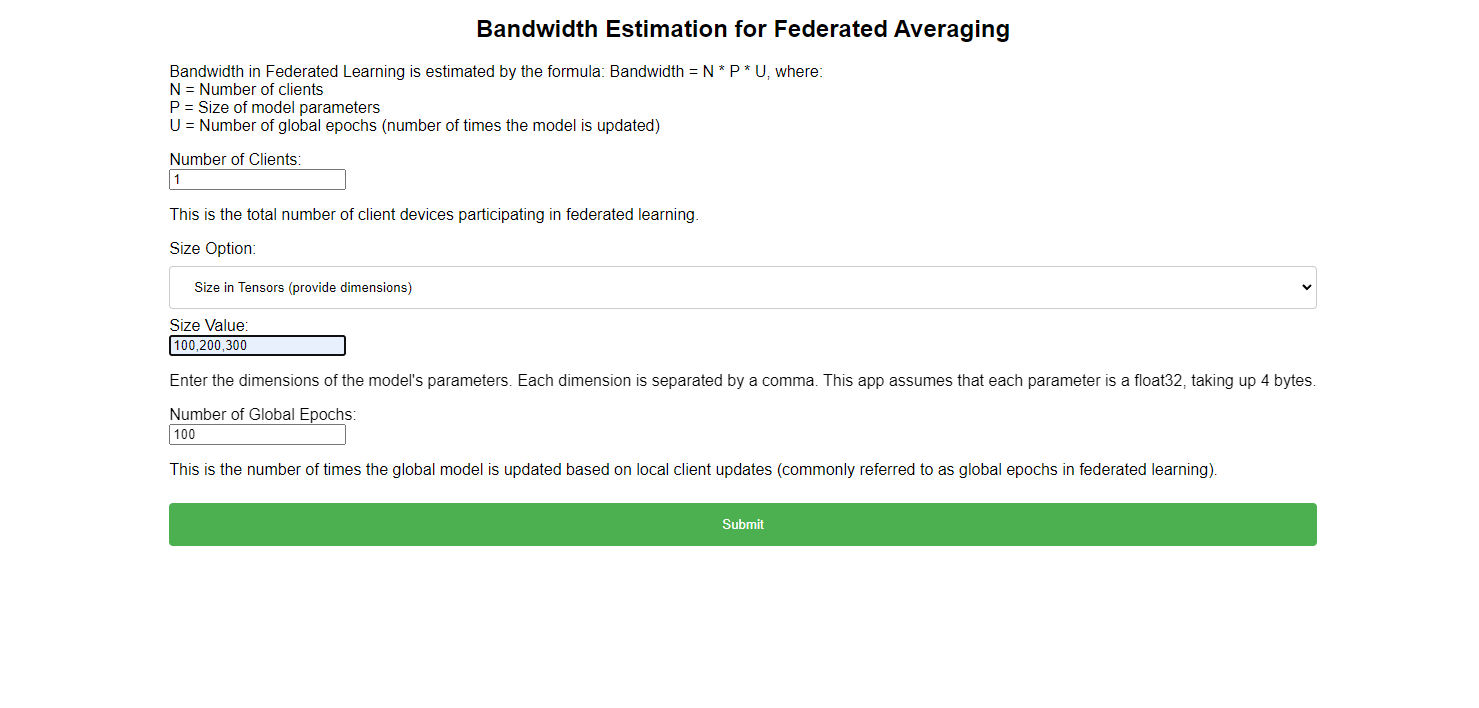 Bandwidth Estimation for Federated Averaging
Bandwidth in Federated Learning is estimated by the formula: Bandwidth = N * P * U, where:
N = Number of clients
P = Size of model parameters
U = Number of global epochs (number of times the model is updated)
Number of Clients:
1
This is the total number of client devices participating in federated learning.
Size Option:
Size in Tensors (provide dimensions)
Size Value:
100,200,300
Enter the dimensions of the model's parameters. Each dimension is separated by a comma. This app assumes that each parameter is a float32, taking up 4 bytes.
Number of Global Epochs:
100
This is the number of times the global model is updated based on local client updates (commonly referred to as global epochs in federated learning).
Submit